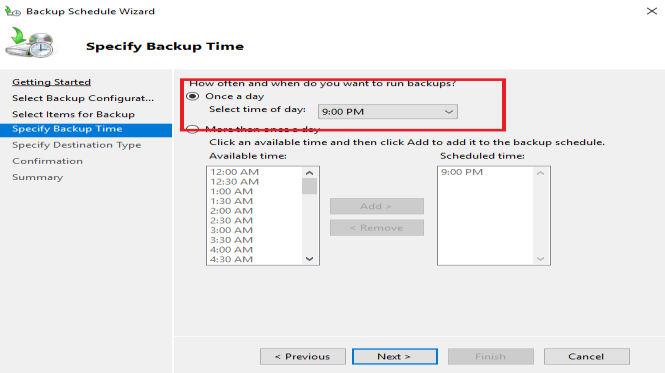 Backup Schedule Wizard
Specify Backup Time
Getting Started
Select Backup Configurat...
Select Items for Backup
Specify Backup Time
Specify Destination Type
Confirmation
Summary
How often and when do you want to run backups?
Once a day
Select time of day:
9:00 PM
More than once a day
Click an available time and then click Add to add it to the backup schedule.
Available time:
Scheduled time:
12:00 AM
12:30 AM
1:00 AM
1:30 AM
2:00 AM
2:30 AM
3:00 AM
3:30 AM
4:00 AM
4:30 AM
Add >
< Remove
9:00 PM
< Previous
Next >
Finish
Cancel